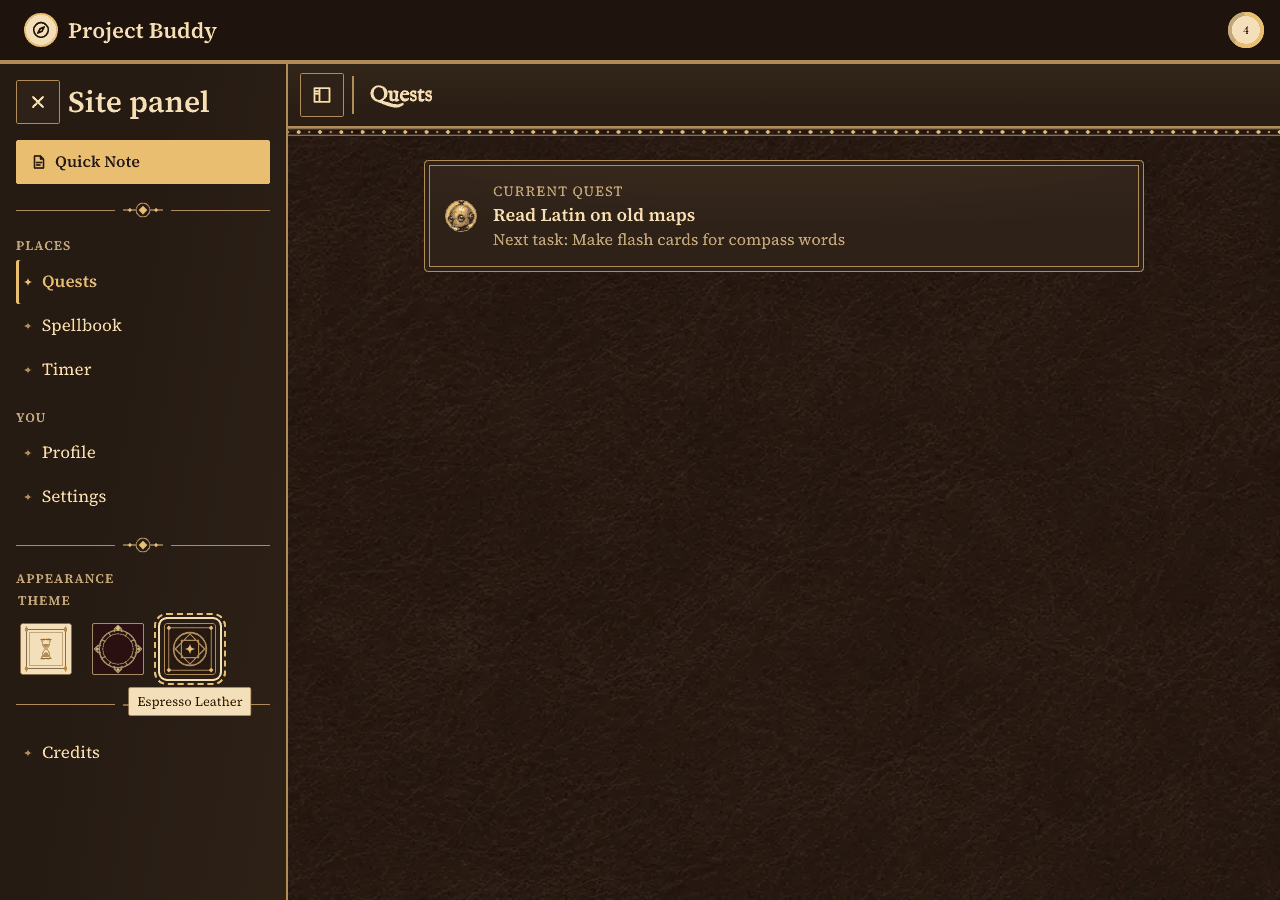 Project Buddy
4
Site panel
Quests
Quick Note
CURRENT QUEST
Read Latin on old maps
Next task: Make flash cards for compass words
PLACES
Quests
Spellbook
Timer
YOU
Profile
Settings
APPEARANCE
THEME
Espresso Leather
Credits